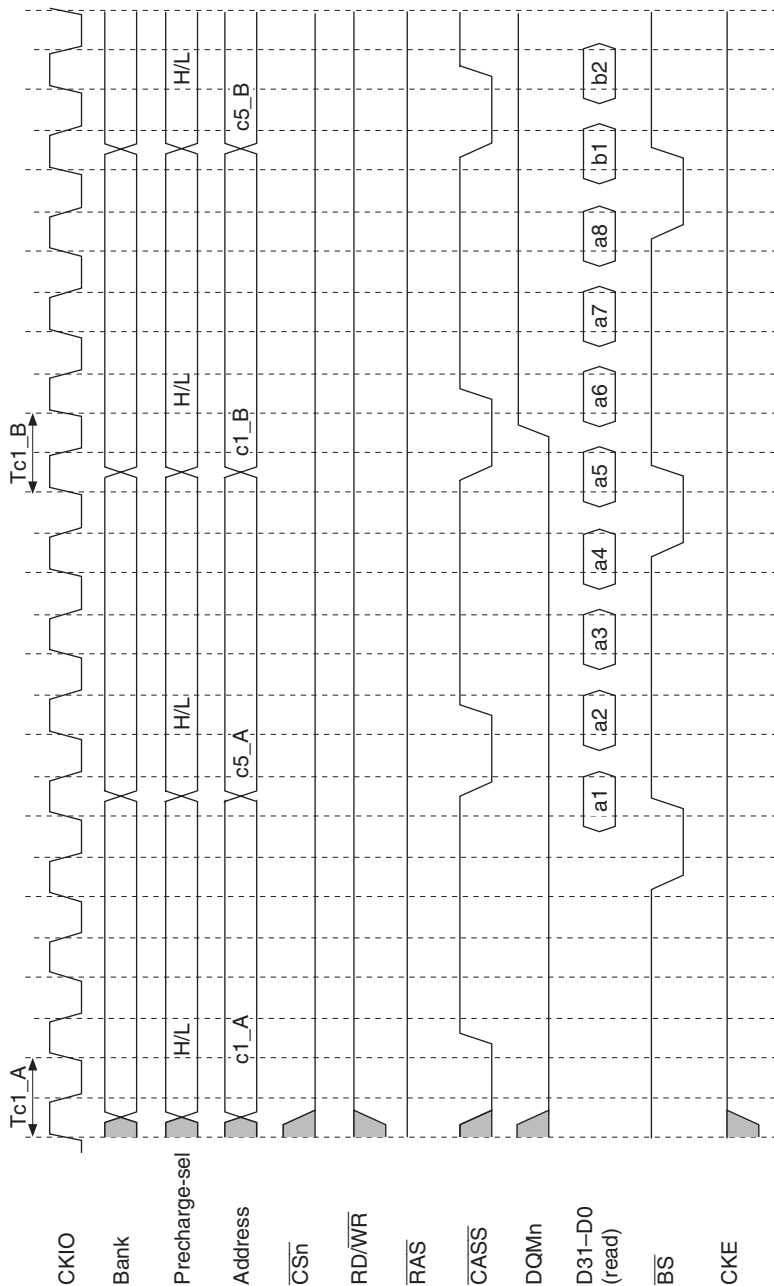 Tc1_A
Tc1_B
CKIO
Bank
Precharge-sel
H/L
H/L
H/L
H/L
Address
c1_A
c5_A
c1_B
c5_B
CSn
RD/WR
RAS
CASS
DQMn
D31–D0
(read)
a1
a2
a3
a4
a5
a6
a7
a8
b1
b2
BS
CKE